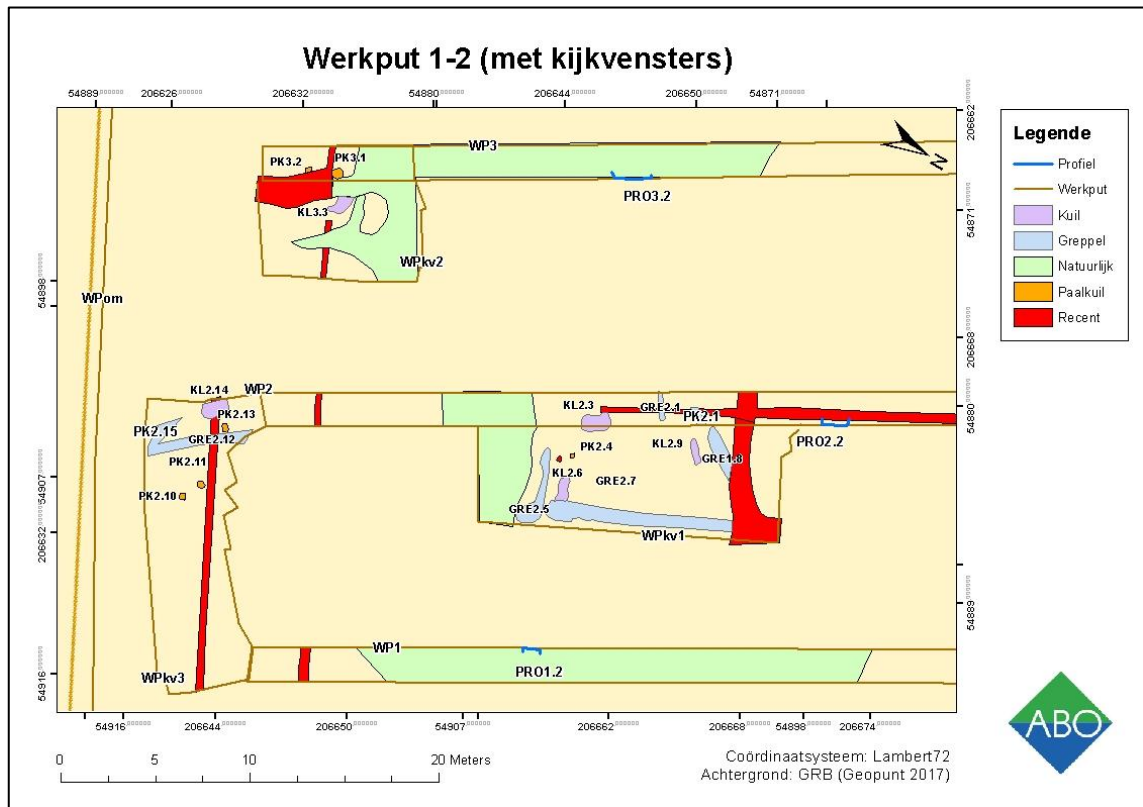 Werkput 1-2 (met kijkvensters)
54889 206626 206632 54880 206644 206650 54871
206662
54871
206668
54880
54889
54898
54907
206632
54916
54916 206644 206650 54907 206662 206668 54898 206674
N
WP3
PK3.2
PK3.1
PRO3.2
KL3.3
WPkv2
WPom
KL2.14
WP2
PK2.13
PK2.15
GRE2.12
PK2.11
PK2.10
KL2.3
GRE2.1
PK2.1
PRO2.2
PK2.4
KL2.9
GRE1.8
KL2.6
GRE2.7
GRE2.5
WPkv1
WP1
PRO1.2
WPkv3
Legende
Profiel
Werkput
Kuil
Greppel
Natuurlijk
Paalkuil
Recent
0 5 10 20 Meters
Coördinaatsysteem: Lambert72
Achtergrond: GRB (Geopunt 2017)
ABO